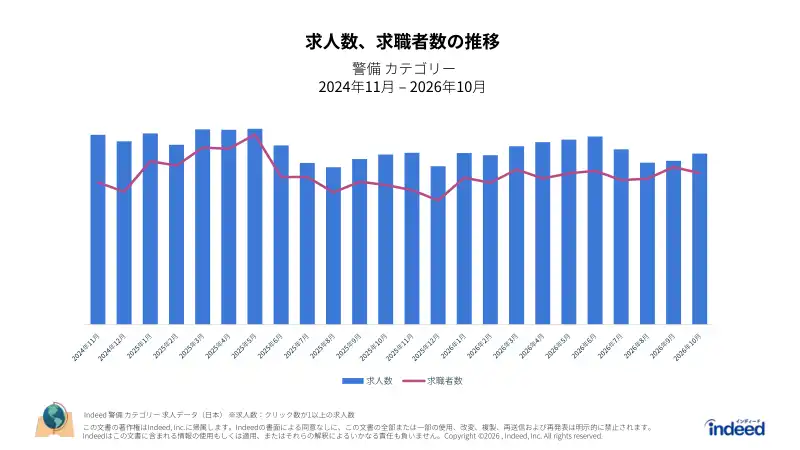 求人数、求職者数の推移
警備 カテゴリー
2024年11月 – 2026年10月
2024年11月
2024年12月
2025年1月
2025年2月
2025年3月
2025年4月
2025年5月
2025年6月
2025年7月
2025年8月
2025年9月
2025年10月
2025年11月
2025年12月
2026年1月
2026年2月
2026年3月
2026年4月
2026年5月
2026年6月
2026年7月
2026年8月
2026年9月
2026年10月
求人数 求職者数
Indeed 警備 カテゴリー 求人データ（日本） ※求人数：クリック数が1以上の求人数
この文書の著作権はIndeed, Inc.に帰属します。Indeedの書面による同意なしに、この文書の全部または一部の使用、改変、複製、再送信および再発表は明示的に禁止されます。
Indeedはこの文書に含まれる情報の使用もしくは適用、またはそれらの解釈によるいかなる責任も負いません。Copyright ©2026 , Indeed, Inc. All rights reserved.
インディード
indeed